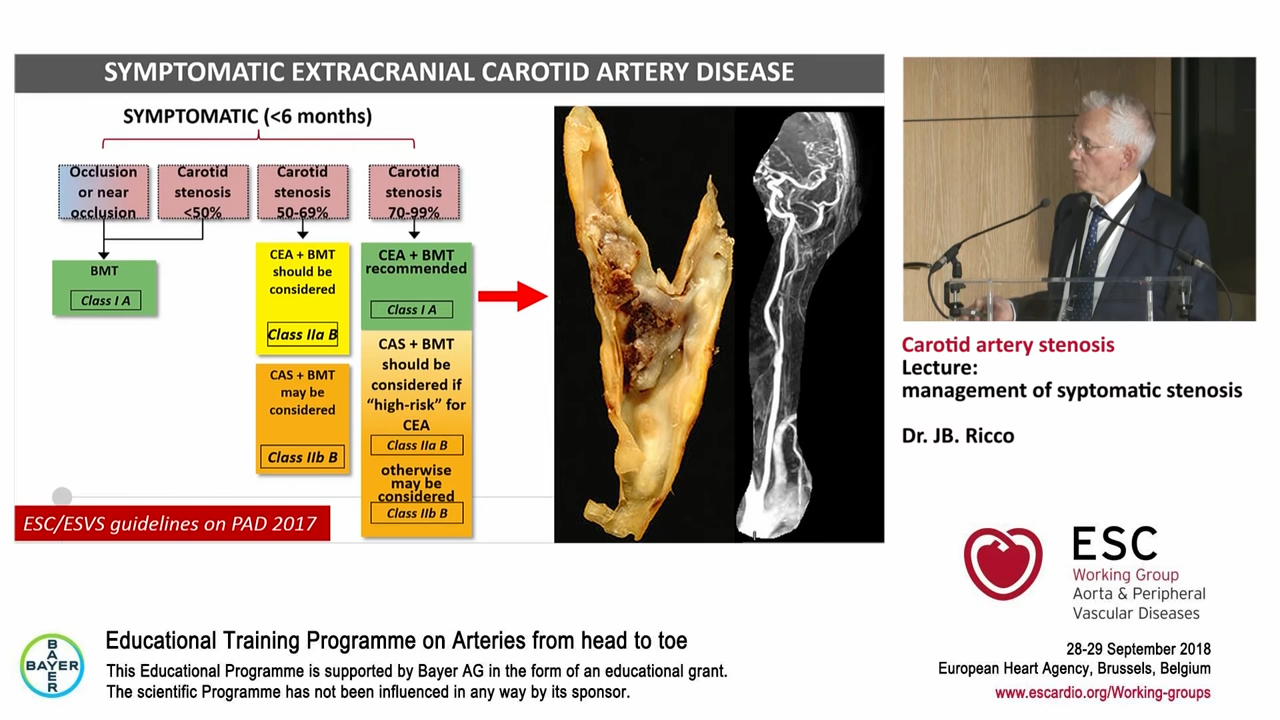 SYMPTOMATIC EXTRACRANIAL CAROTID ARTERY DISEASE
SYMPTOMATIC (<6 months)
Occlusion
or near
occlusion
Carotid
stenosis
<50%
Carotid
stenosis
50-69%
Carotid
stenosis
70-99%
BMT
Class I A
CEA + BMT
should be
considered
Class IIa B
CAS + BMT
may be
considered
Class IIb B
CEA + BMT
recommended
Class I A
CAS + BMT
should be
considered if
“high-risk” for
CEA
Class IIa B
otherwise
may be
considered
Class IIb B
ESC/ESVS guidelines on PAD 2017
Carotid artery stenosis
Lecture:
management of syptomatic stenosis
Dr. JB. Ricco
ESC
Working Group
Aorta & Peripheral
Vascular Diseases
BAYER
BAYER
Educational Training Programme on Arteries from head to toe
This Educational Programme is supported by Bayer AG in the form of an educational grant.
The scientific Programme has not been influenced in any way by its sponsor.
28-29 September 2018
European Heart Agency, Brussels, Belgium
www.escardio.org/Working-groups